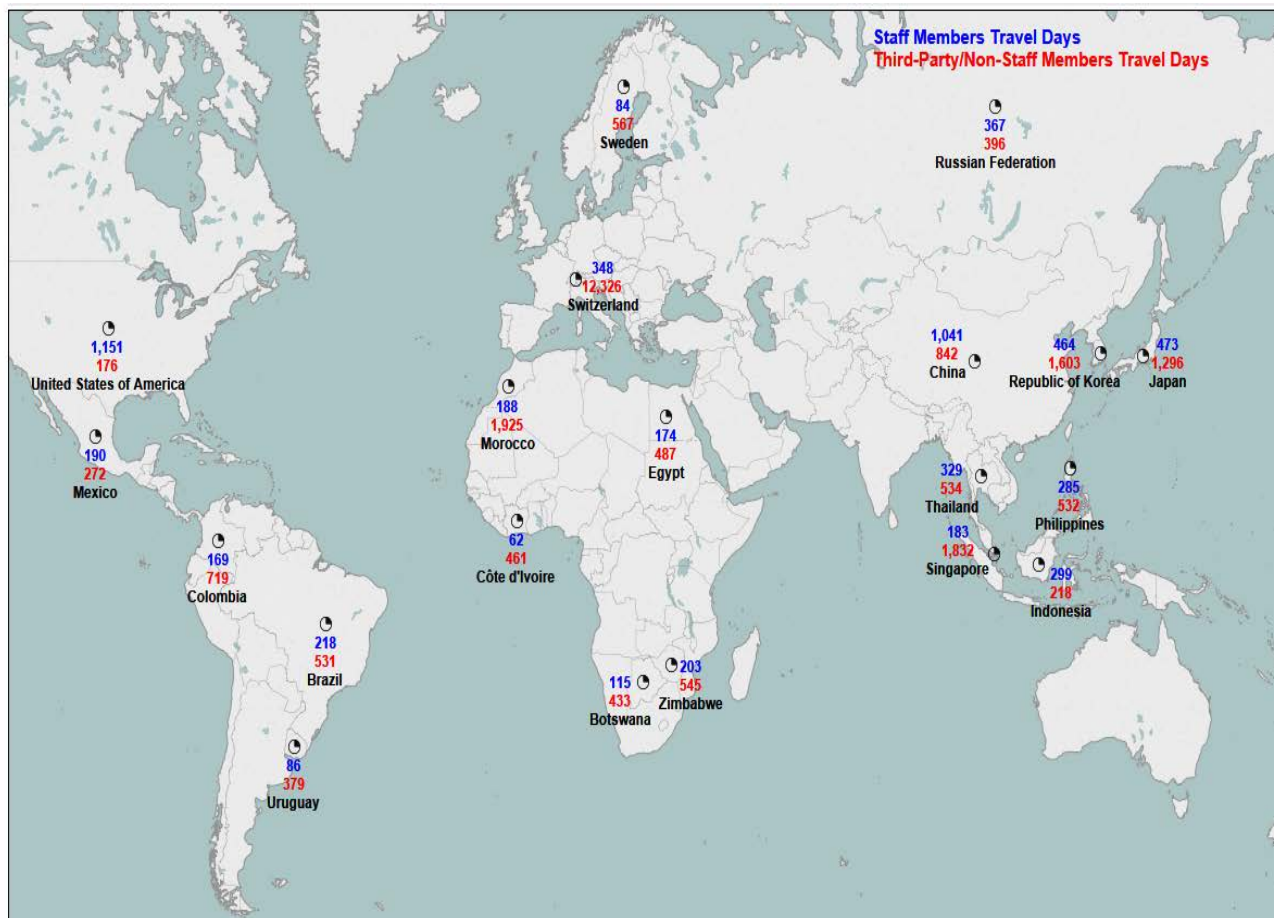 Staff Members Travel Days
Third-Party/Non-Staff Members Travel Days
84
567
Sweden
367
396
Russian Federation
348
12,326
Switzerland
1,151
176
United States of America
1,041
842
China
464
1,603
Republic of Korea
473
1,296
Japan
190
272
Mexico
188
1,925
Morocco
174
487
Egypt
329
534
Thailand
285
532
Philippines
169
719
Colombia
62
461
Côte d'Ivoire
183
1,832
Singapore
299
218
Indonesia
218
531
Brazil
115
433
Botswana
203
545
Zimbabwe
86
379
Uruguay